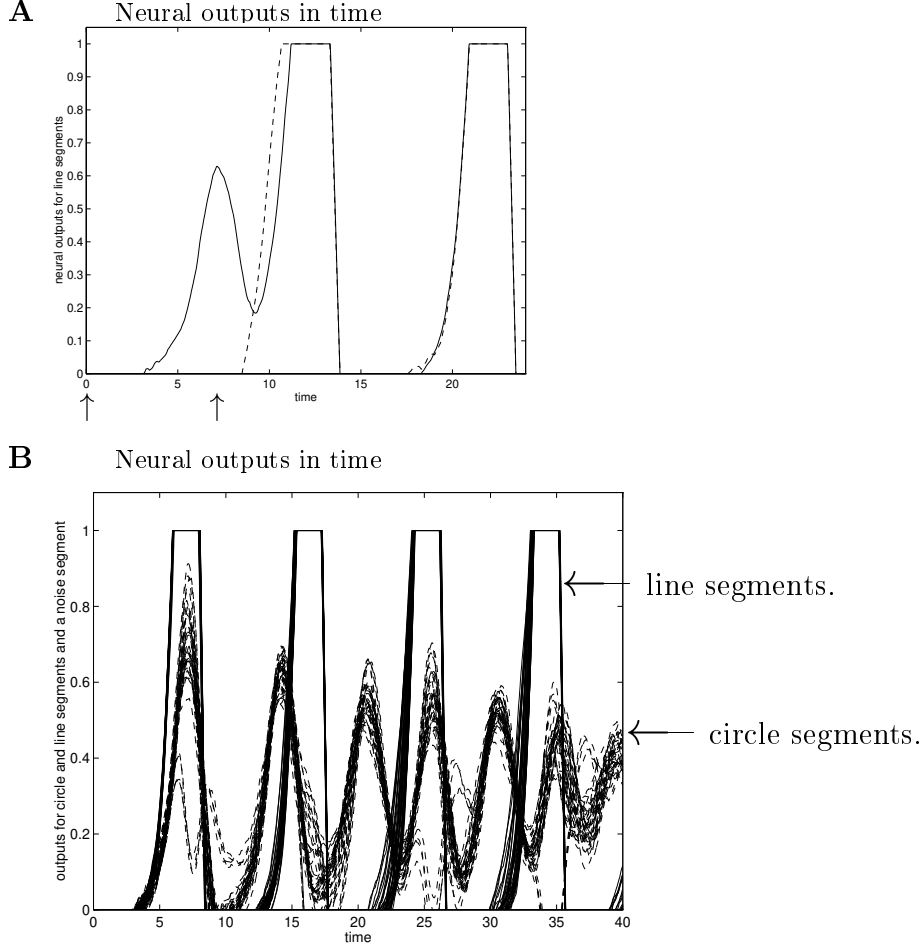 A
Neural outputs in time
1
0.9
0.8
0.7
0.6
0.5
0.4
0.3
0.2
0.1
0
neural outputs for line segments
0 5 10 15 20
time
B
Neural outputs in time
1
0.8
0.6
0.4
0.2
0
outputs for circle and line segments and a noise segment
line segments.
circle segments.
0 5 10 15 20 25 30 35 40
time